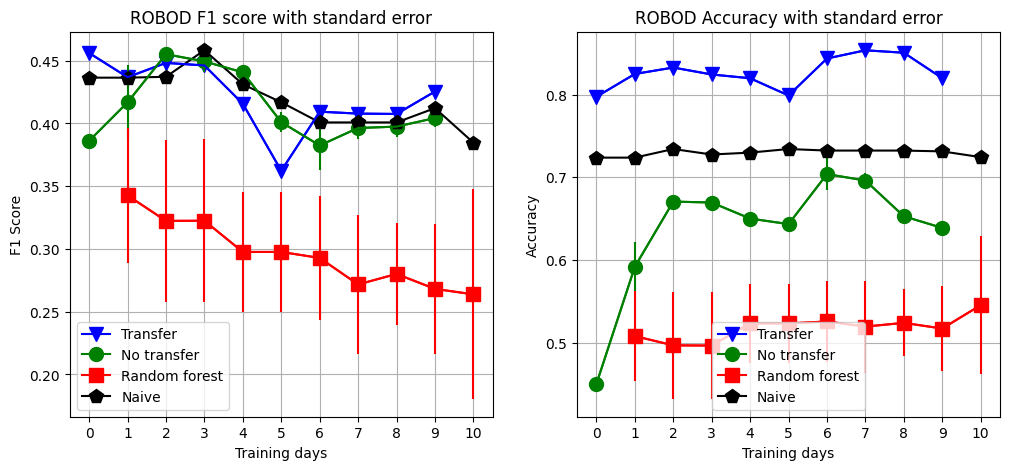 ROBOD F1 score with standard error
F1 Score
0.45
0.40
0.35
0.30
0.25
0.20
Transfer
No transfer
Random forest
Naive
0 1 2 3 4 5 6 7 8 9 10
Training days
ROBOD Accuracy with standard error
Accuracy
0.8
0.7
0.6
0.5
Transfer
No transfer
Random forest
Naive
0 1 2 3 4 5 6 7 8 9 10
Training days